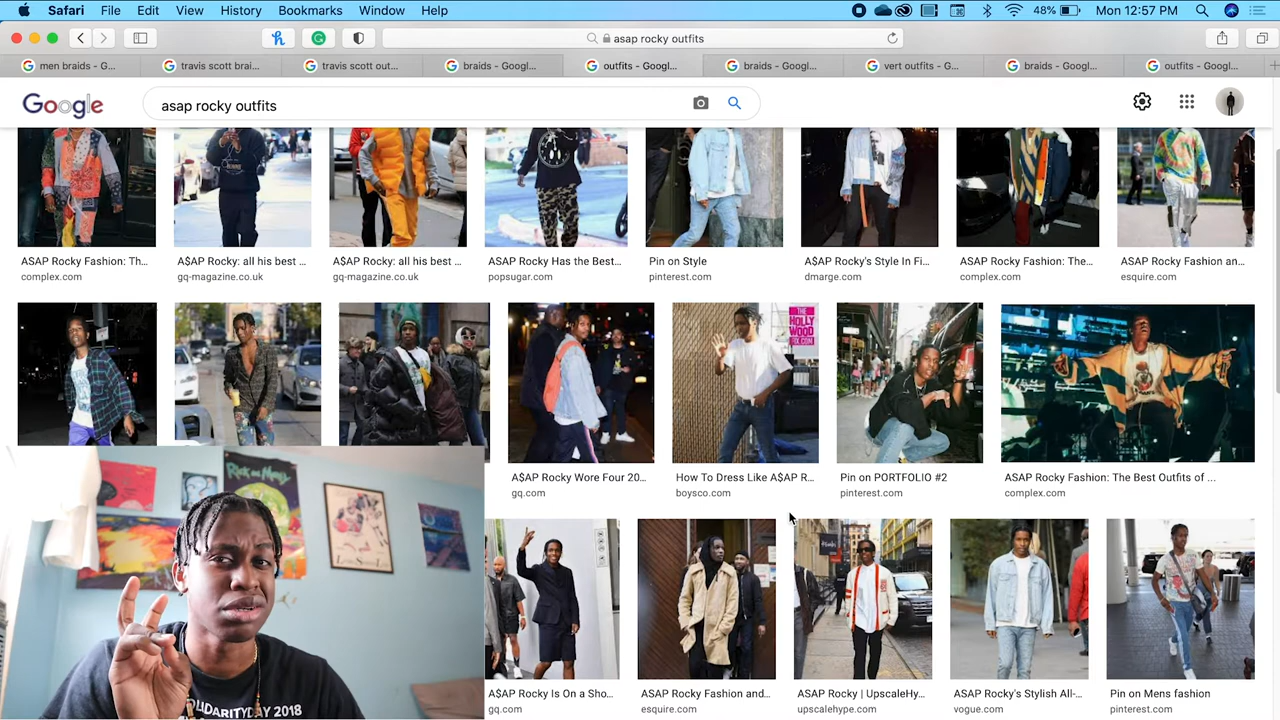 Safari File Edit View History Bookmarks Window Help 48% Mon 12:57 PM
asap rocky outfits
men braids - G... travis scott brai... travis scott out... braids - Googl... outfits - Googl... braids - Googl... vert outfits - G... braids - Googl... outfits - Googl...
Google asap rocky outfits
ASAP Rocky Fashion: Th... A$AP Rocky: all his best ... A$AP Rocky: all his best ... ASAP Rocky Has the Best... Pin on Style A$AP Rocky's Style In Fi... ASAP Rocky Fashion: The... ASAP Rocky Fashion an...
complex.com gq-magazine.co.uk gq-magazine.co.uk popsugar.com pinterest.com dmarge.com complex.com esquire.com
THE HOLLYWOOD FIX.COM
A$AP Rocky Wore Four 20... How To Dress Like A$AP R... Pin on PORTFOLIO #2 ASAP Rocky Fashion: The Best Outfits of ...
gq.com boysco.com pinterest.com complex.com
RICK AND MORTY
LIDARITY DAY 2018
A$AP Rocky Is On a Sho... ASAP Rocky Fashion and... ASAP Rocky | UpscaleHy... ASAP Rocky's Stylish All-... Pin on Mens fashion
gq.com esquire.com upscalehype.com vogue.com pinterest.com